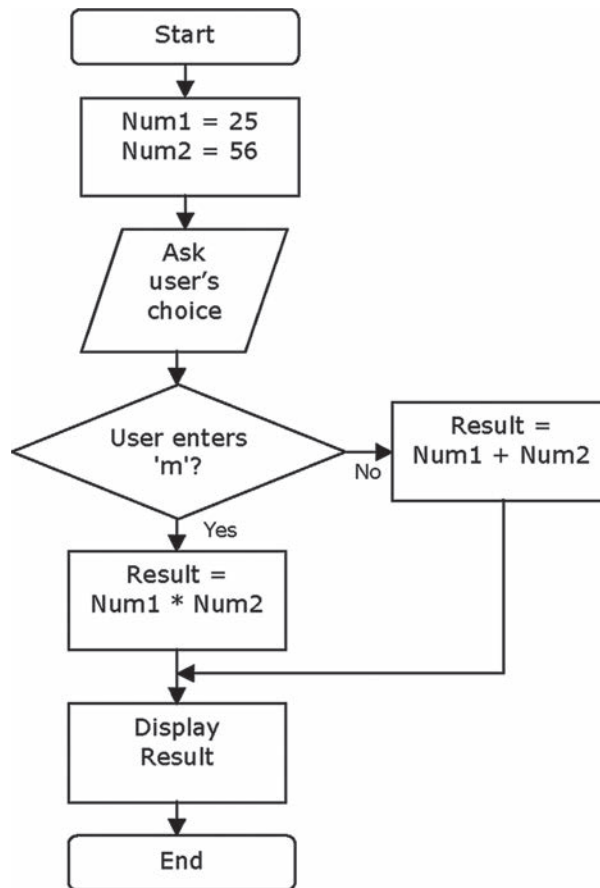 Start
Num1 = 25
Num2 = 56
Ask
user's
choice
User enters
'm'?
No
Result =
Num1 + Num2
Yes
Result =
Num1 * Num2
Display
Result
End